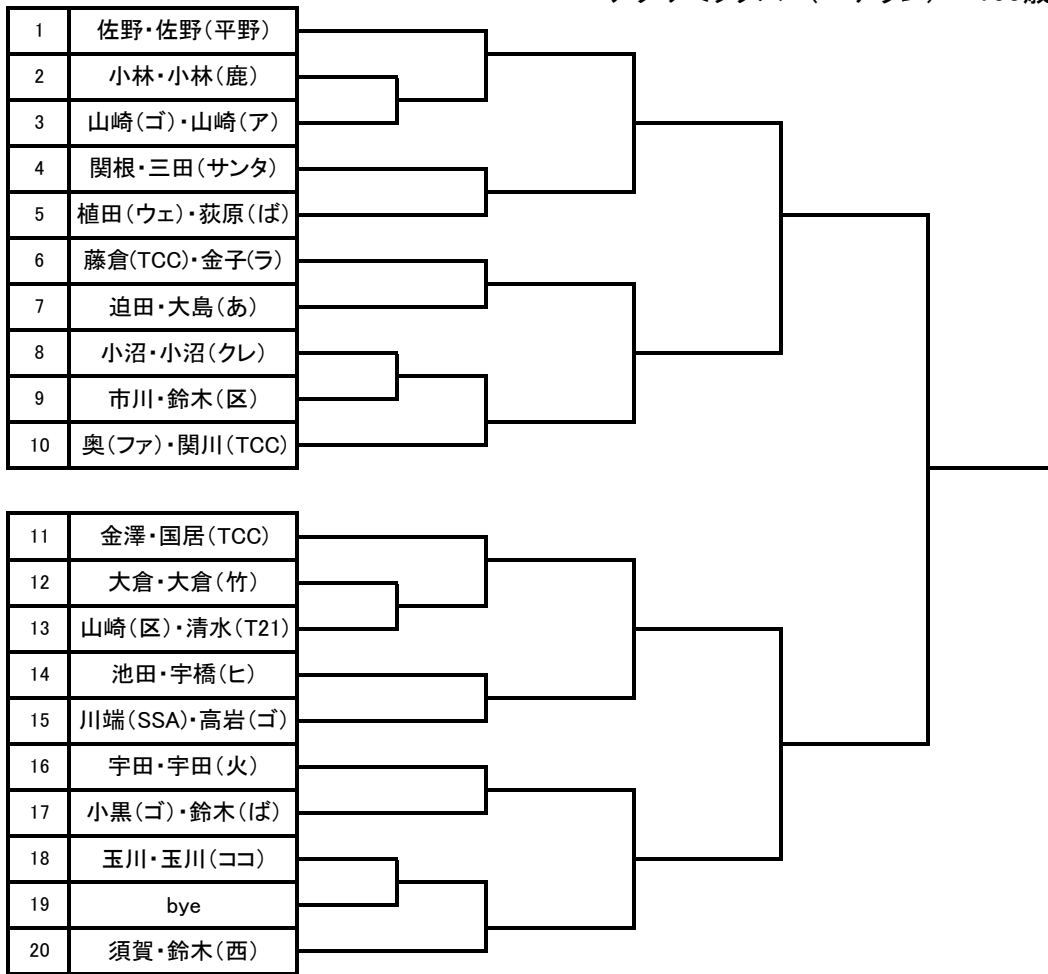 1 佐野・佐野(平野)
2 小林・小林(鹿)
3 山崎(ゴ)・山崎(ア)
4 関根・三田(サンタ)
5 植田(ウェ)・荻原(ば)
6 藤倉(TCC)・金子(ラ)
7 迫田・大島(あ)
8 小沼・小沼(クレ)
9 市川・鈴木(区)
10 奥(ファ)・関川(TCC)
11 金澤・国居(TCC)
12 大倉・大倉(竹)
13 山崎(区)・清水(T21)
14 池田・宇橋(ヒ)
15 川端(SSA)・高岩(ゴ)
16 宇田・宇田(火)
17 小黒(ゴ)・鈴木(ば)
18 玉川・玉川(ココ)
19 bye
20 須賀・鈴木(西)